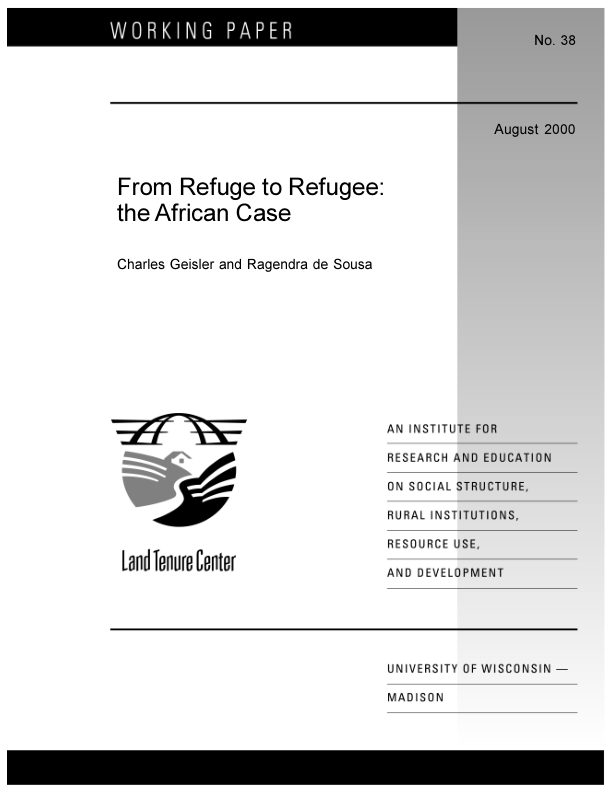 WORKING PAPER
No. 38
August 2000
From Refuge to Refugee:
the African Case
Charles Geisler and Ragendra de Sousa
Land Tenure Center
AN INSTITUTE FOR
RESEARCH AND EDUCATION
ON SOCIAL STRUCTURE,
RURAL INSTITUTIONS,
RESOURCE USE,
AND DEVELOPMENT
UNIVERSITY OF WISCONSIN —
MADISON